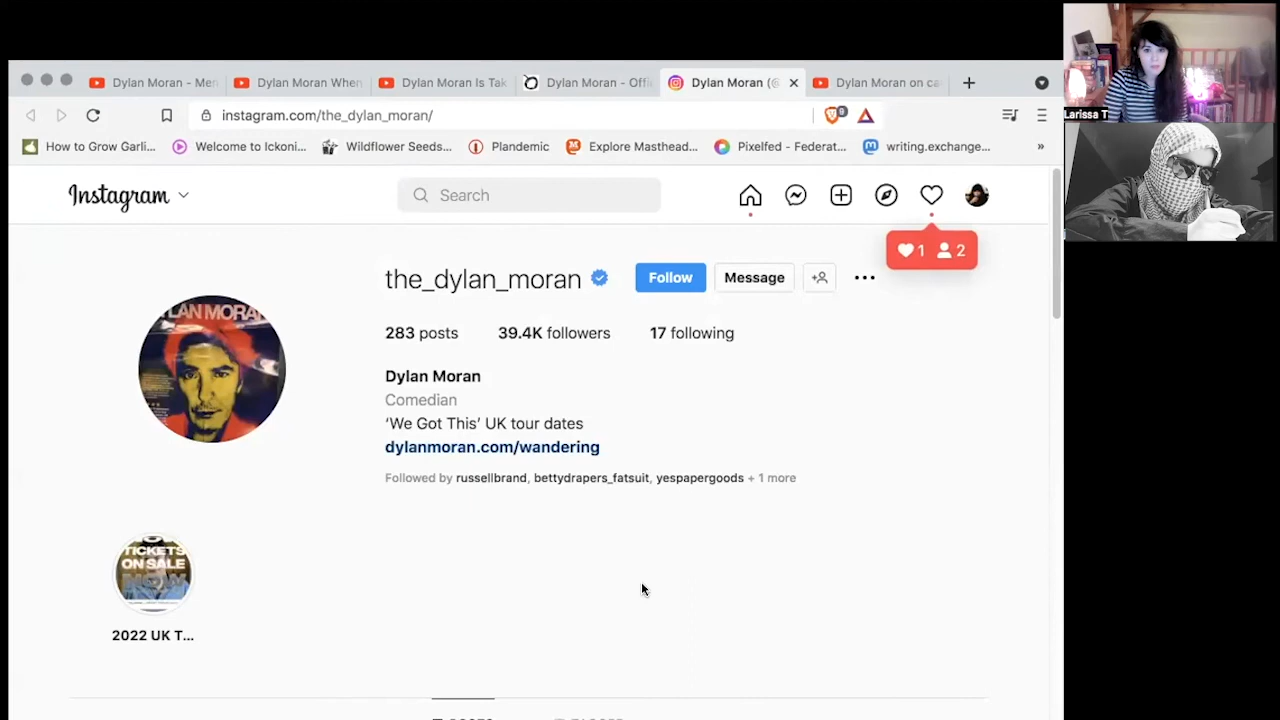 Dylan Moran - Mer
Dylan Moran When
Dylan Moran Is Tak
Dylan Moran - Offi
Dylan Moran (@
Dylan Moran on ca
instagram.com/the_dylan_moran/
How to Grow Garli...
Welcome to Ickoni...
Wildflower Seeds...
Plandemic
Explore Masthead...
Pixelfed - Federat...
writing.exchange...
Larissa T
Instagram
Search
1 2
the_dylan_moran
Follow
Message
283 posts 39.4K followers 17 following
Dylan Moran
Comedian
‘We Got This’ UK tour dates
dylanmoran.com/wandering
Followed by russellbrand, bettydrapers_fatsuit, yespapergoods + 1 more
YLAN MORA
TICKETS
ON SALE
NOW
2022 UK T...